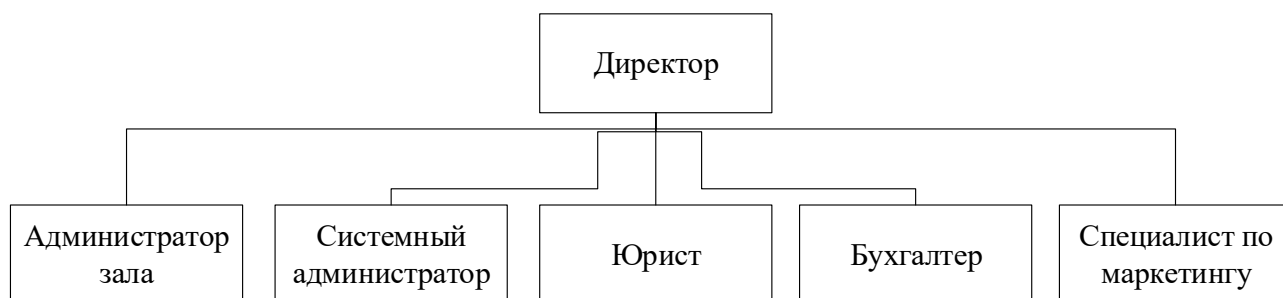 Директор
Администратор
зала
Системный
администратор
Юрист
Бухгалтер
Специалист по
маркетингу